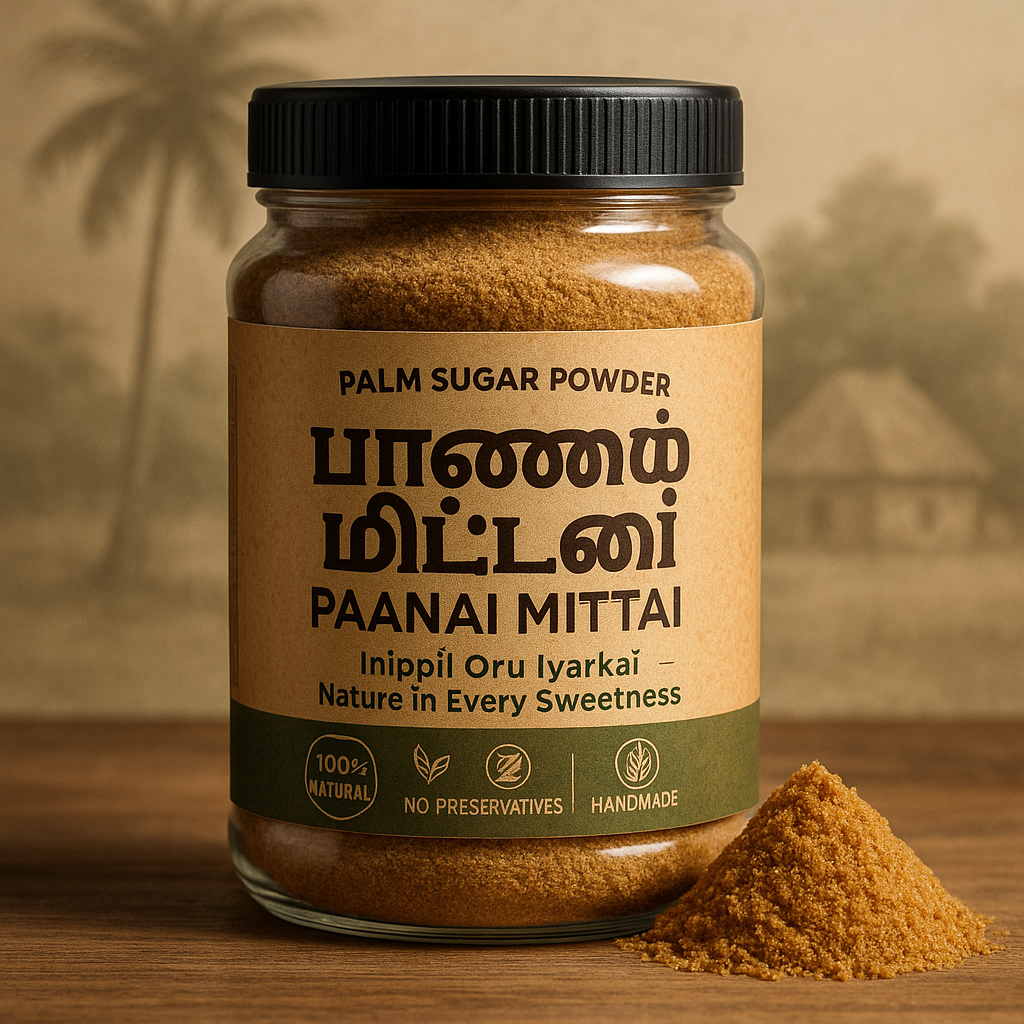 PALM SUGAR POWDER
PAANAI MITTAI
Inippil Oru Iyarkai –
Nature in Every Sweetness
100%
NATURAL
NO PRESERVATIVES
HANDMADE